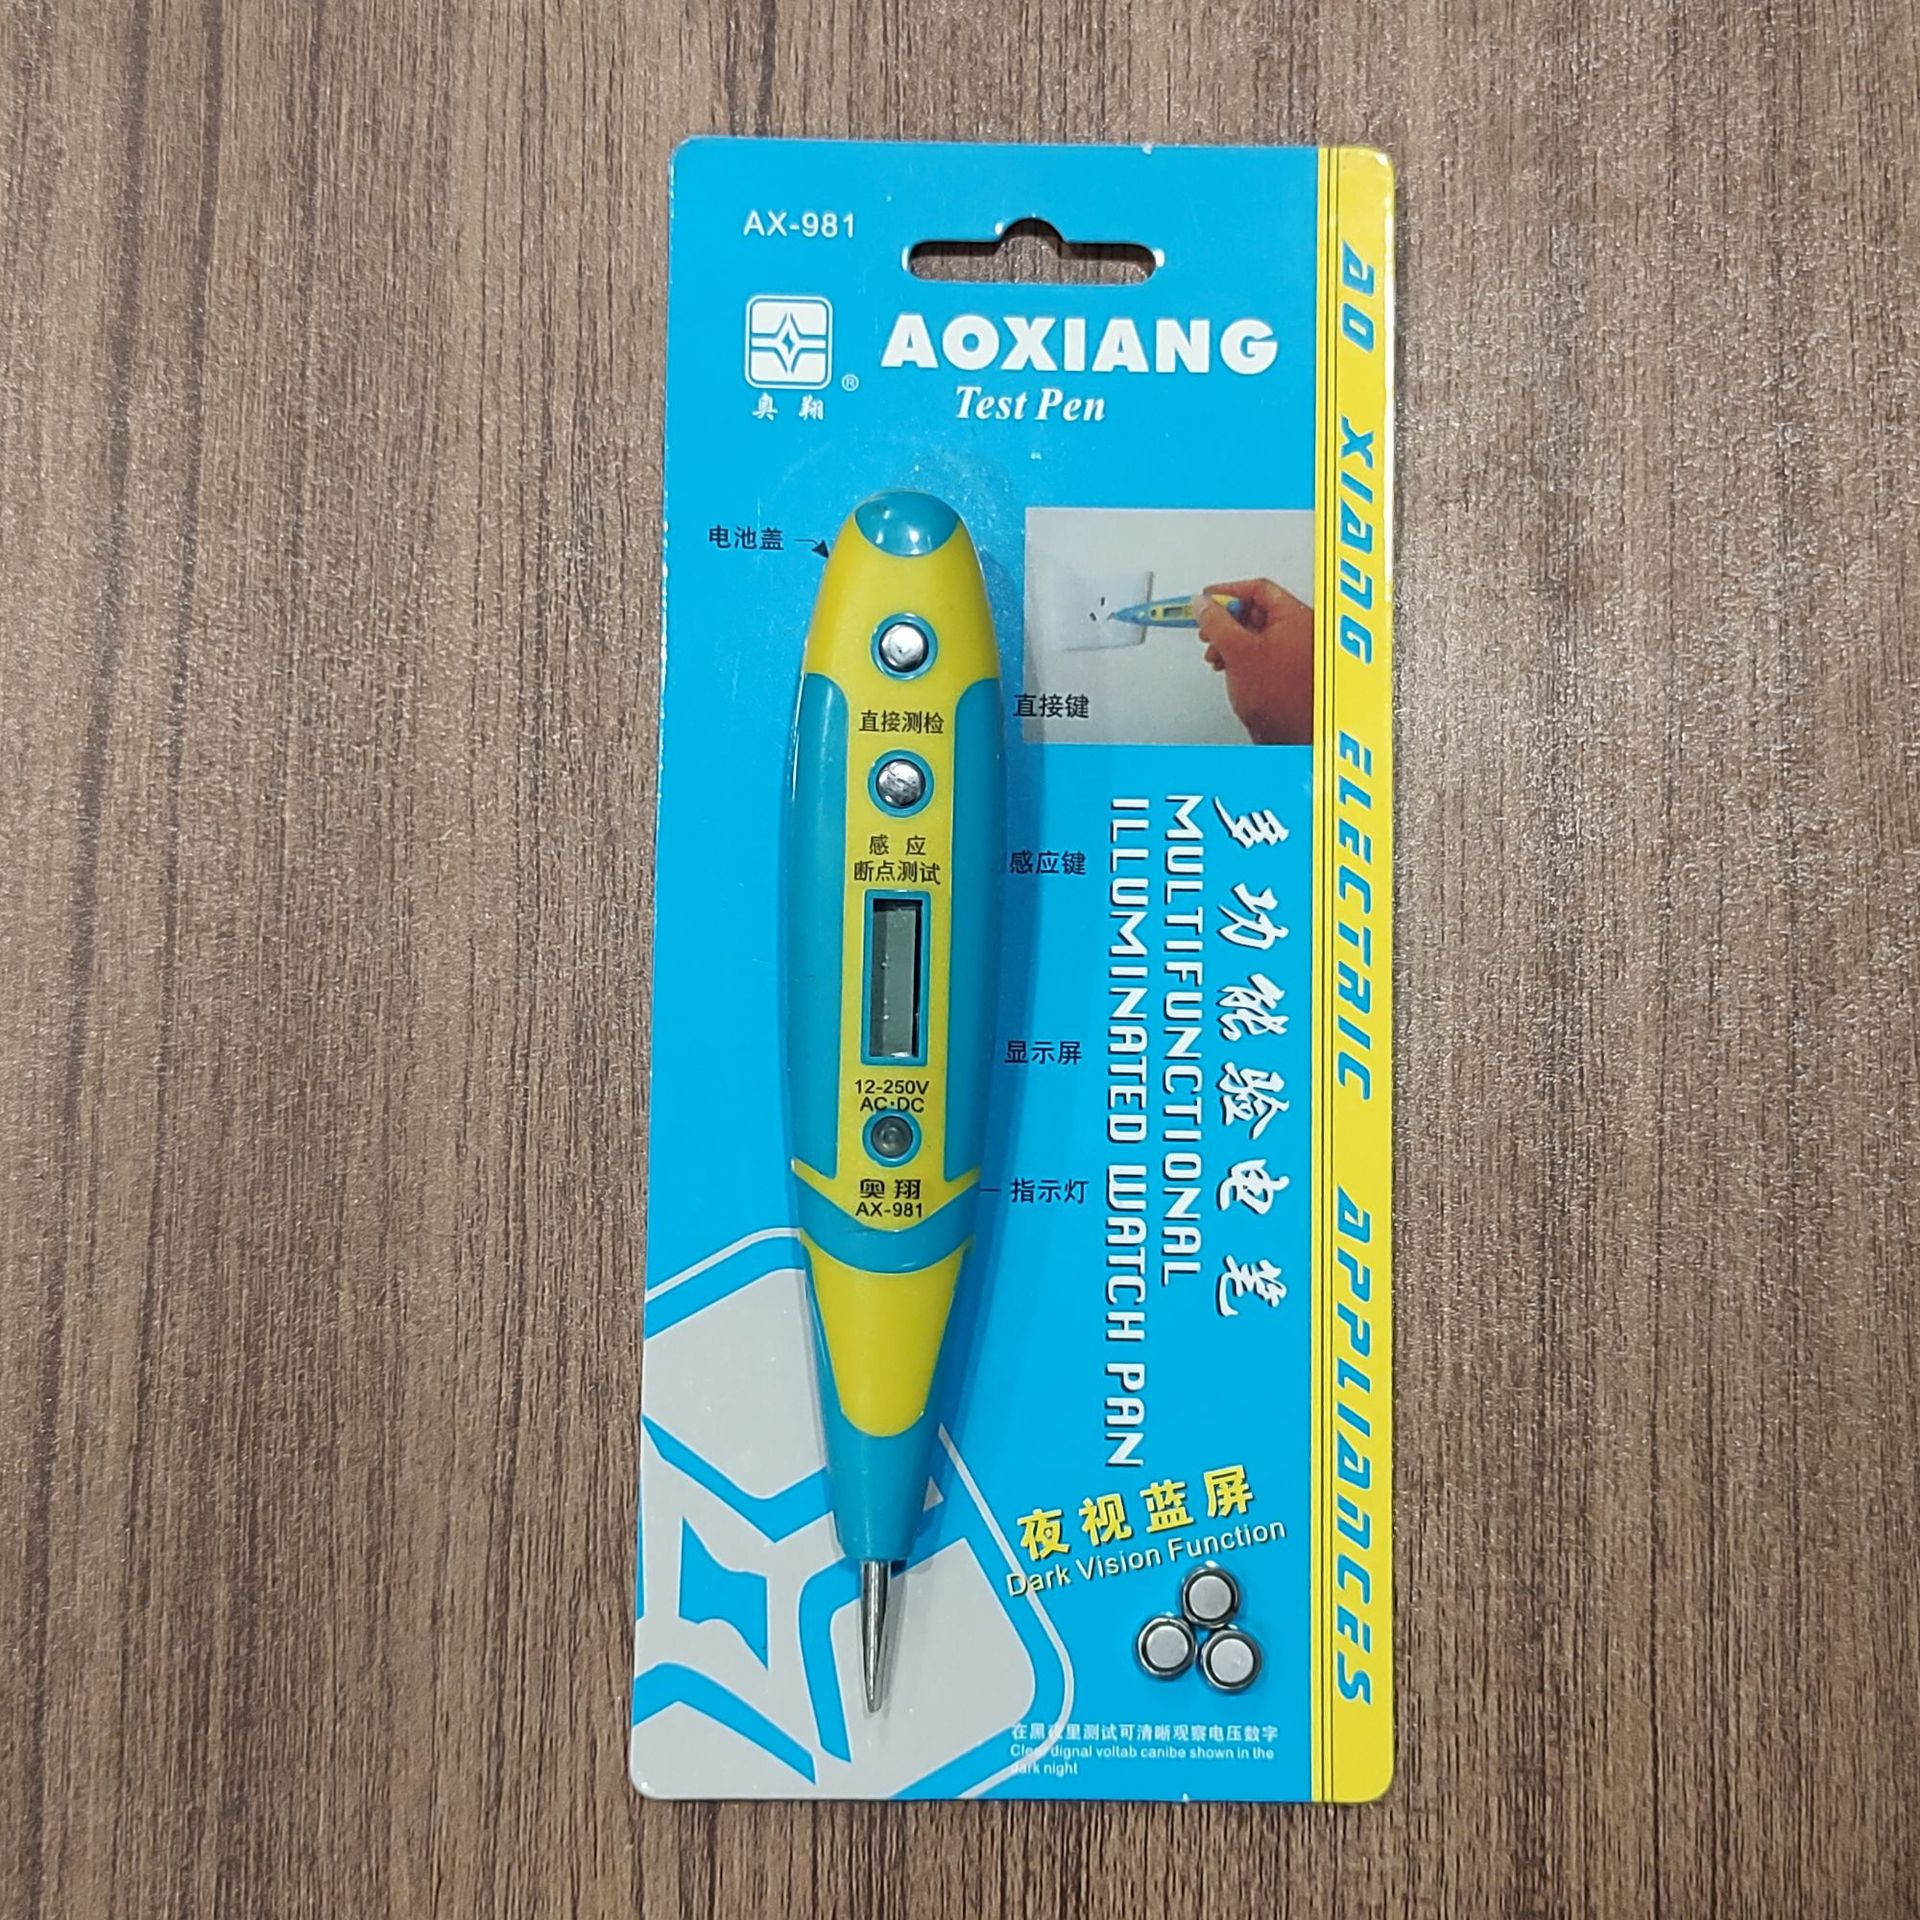 AX-981
AOXIANG
Test Pen
®
奥翔
电池盖
直接测检
直接键
感应
断点测试
感应键
显示屏
12-250V
AC·DC
指示灯
奥翔
AX-981
多功能验电笔
MULTIFUNCTIONAL
ILLUMINATED WATCH PAN
夜视蓝屏
Dark Vision Function
在黑夜里测试可清晰观察电压数字
Clear dignal voltab canibe shown in the
dark night
AO XIANG ELECTRIC APPLIANCES